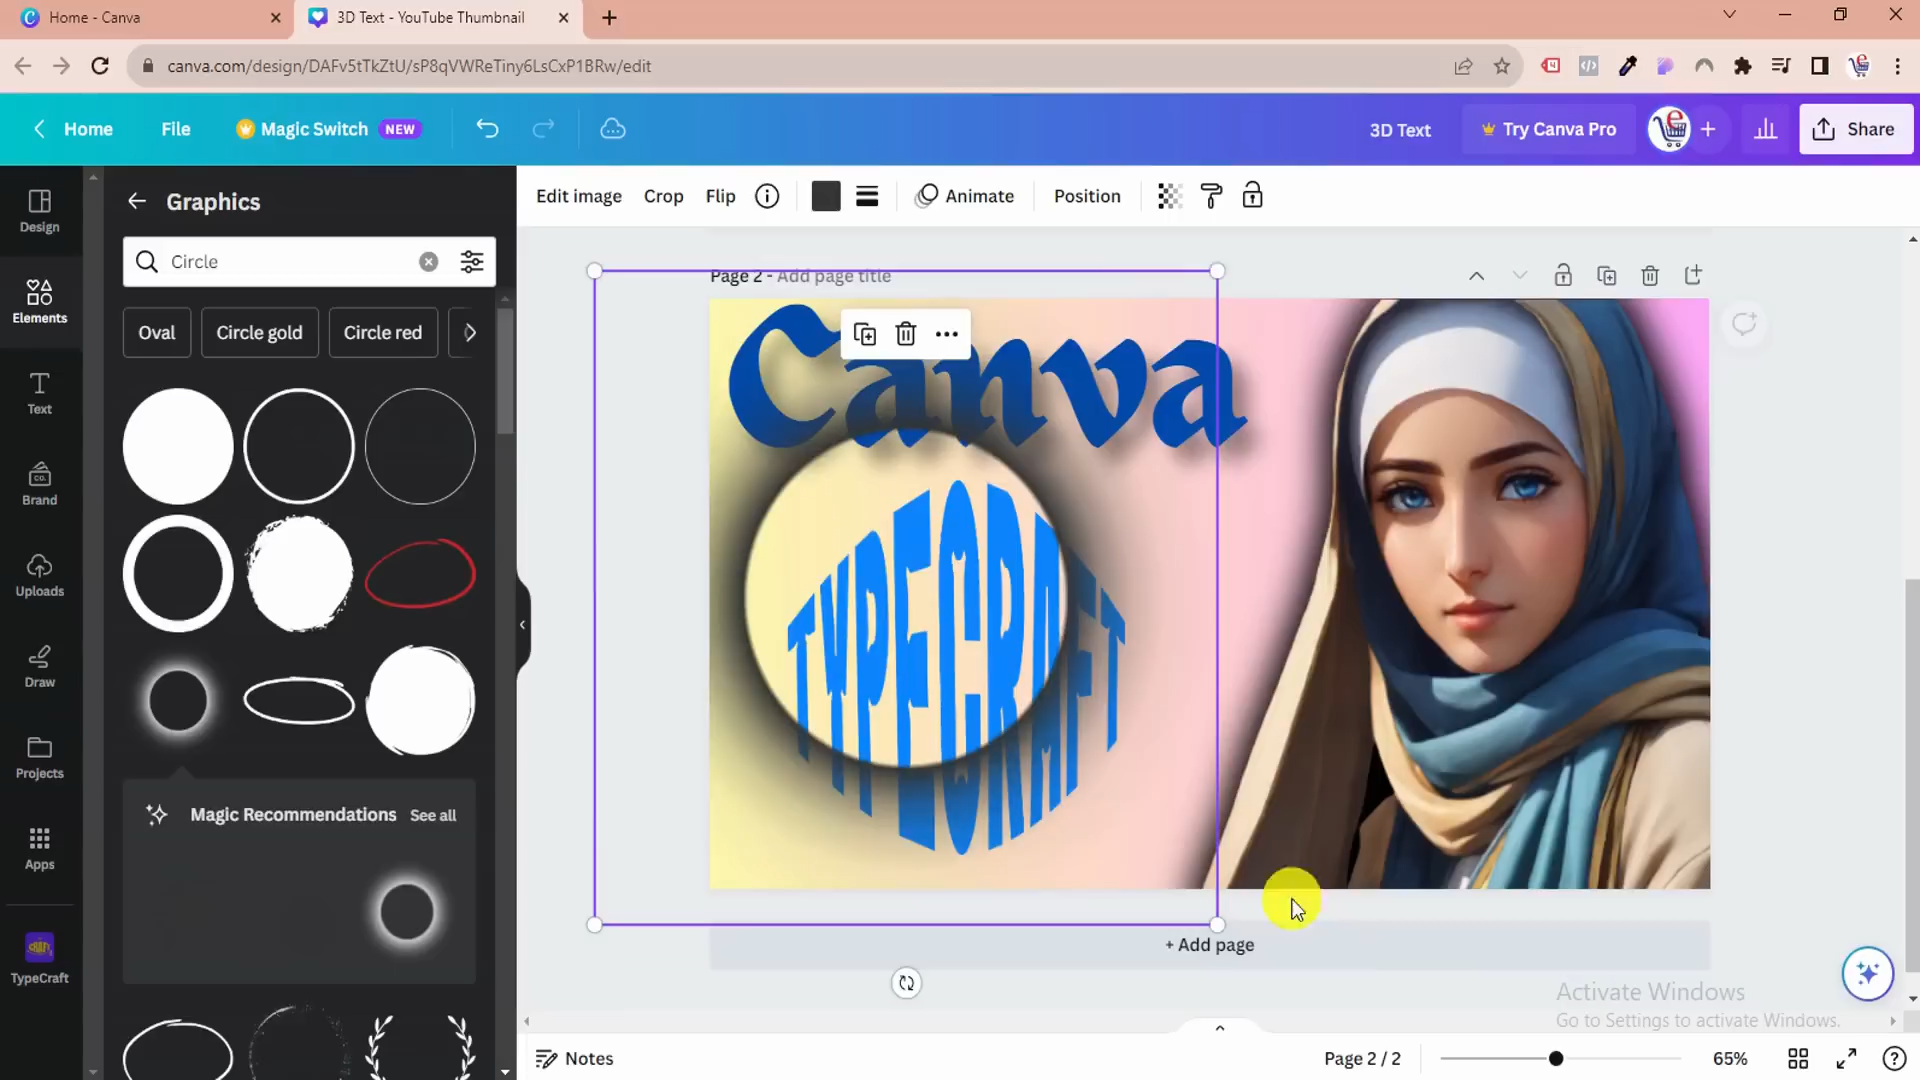 Home - Canva
3D Text - YouTube Thumbnail
canva.com/design/DAFv5tTkZtU/sP8qVWReTiny6LsCxP1BRw/edit
Home
File
Magic Switch
NEW
3D Text
Try Canva Pro
Share
Design
Elements
Text
Brand
Uploads
Draw
Projects
Apps
TypeCraft
Graphics
Circle
Oval
Circle gold
Circle red
Magic Recommendations
See all
Edit image
Crop
Flip
Animate
Position
Page 2 - Add page title
Canva
TYPECRAFT
+ Add page
Activate Windows
Go to Settings to activate Windows.
Notes
Page 2 / 2
65%